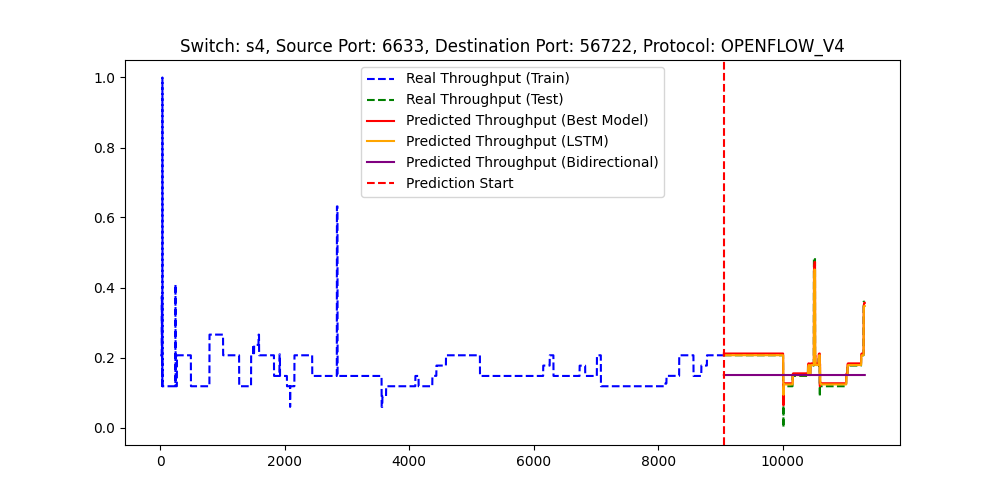 Switch: s4, Source Port: 6633, Destination Port: 56722, Protocol: OPENFLOW_V4
Real Throughput (Train)
Real Throughput (Test)
Predicted Throughput (Best Model)
Predicted Throughput (LSTM)
Predicted Throughput (Bidirectional)
Prediction Start
1.0
0.8
0.6
0.4
0.2
0.0
0
2000
4000
6000
8000
10000